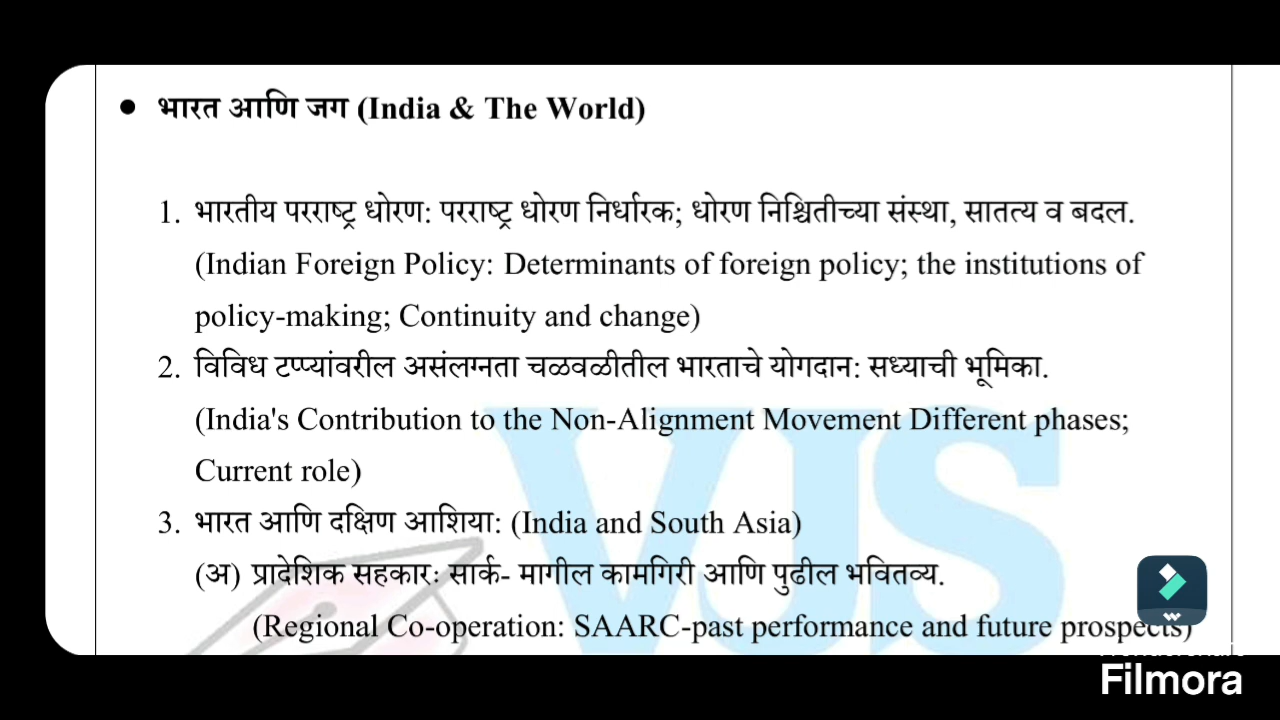 • भारत आणि जग (India & The World)
1. भारतीय परराष्ट्र धोरण: परराष्ट्र धोरण निर्धारक; धोरण निश्चितीच्या संस्था, सातत्य व बदल.
(Indian Foreign Policy: Determinants of foreign policy; the institutions of
policy-making; Continuity and change)
2. विविध टप्प्यांवरील असंलग्नता चळवळीतील भारताचे योगदान: सध्याची भूमिका.
(India's Contribution to the Non-Alignment Movement Different phases;
Current role)
3. भारत आणि दक्षिण आशिया: (India and South Asia)
(अ) प्रादेशिक सहकार: सार्क- मागील कामगिरी आणि पुढील भवितव्य.
(Regional Co-operation: SAARC-past performance and future prospects)
VJS
Filmora